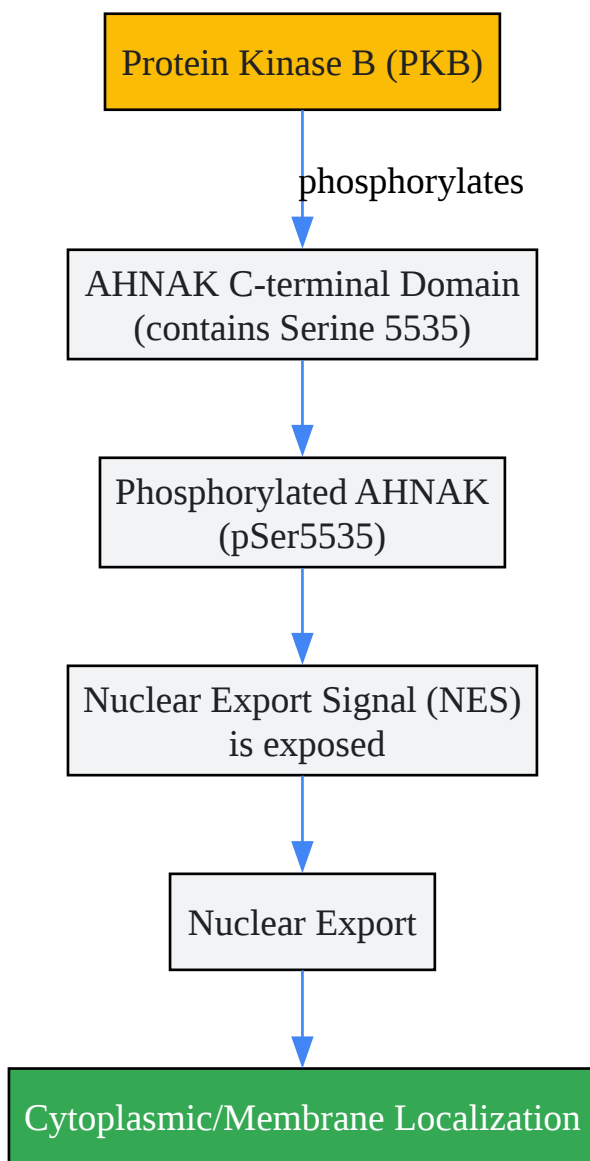 Protein Kinase B (PKB)
phosphorylates
AHNAK C-terminal Domain
(contains Serine 5535)
Phosphorylated AHNAK
(pSer5535)
Nuclear Export Signal (NES)
is exposed
Nuclear Export
Cytoplasmic/Membrane Localization